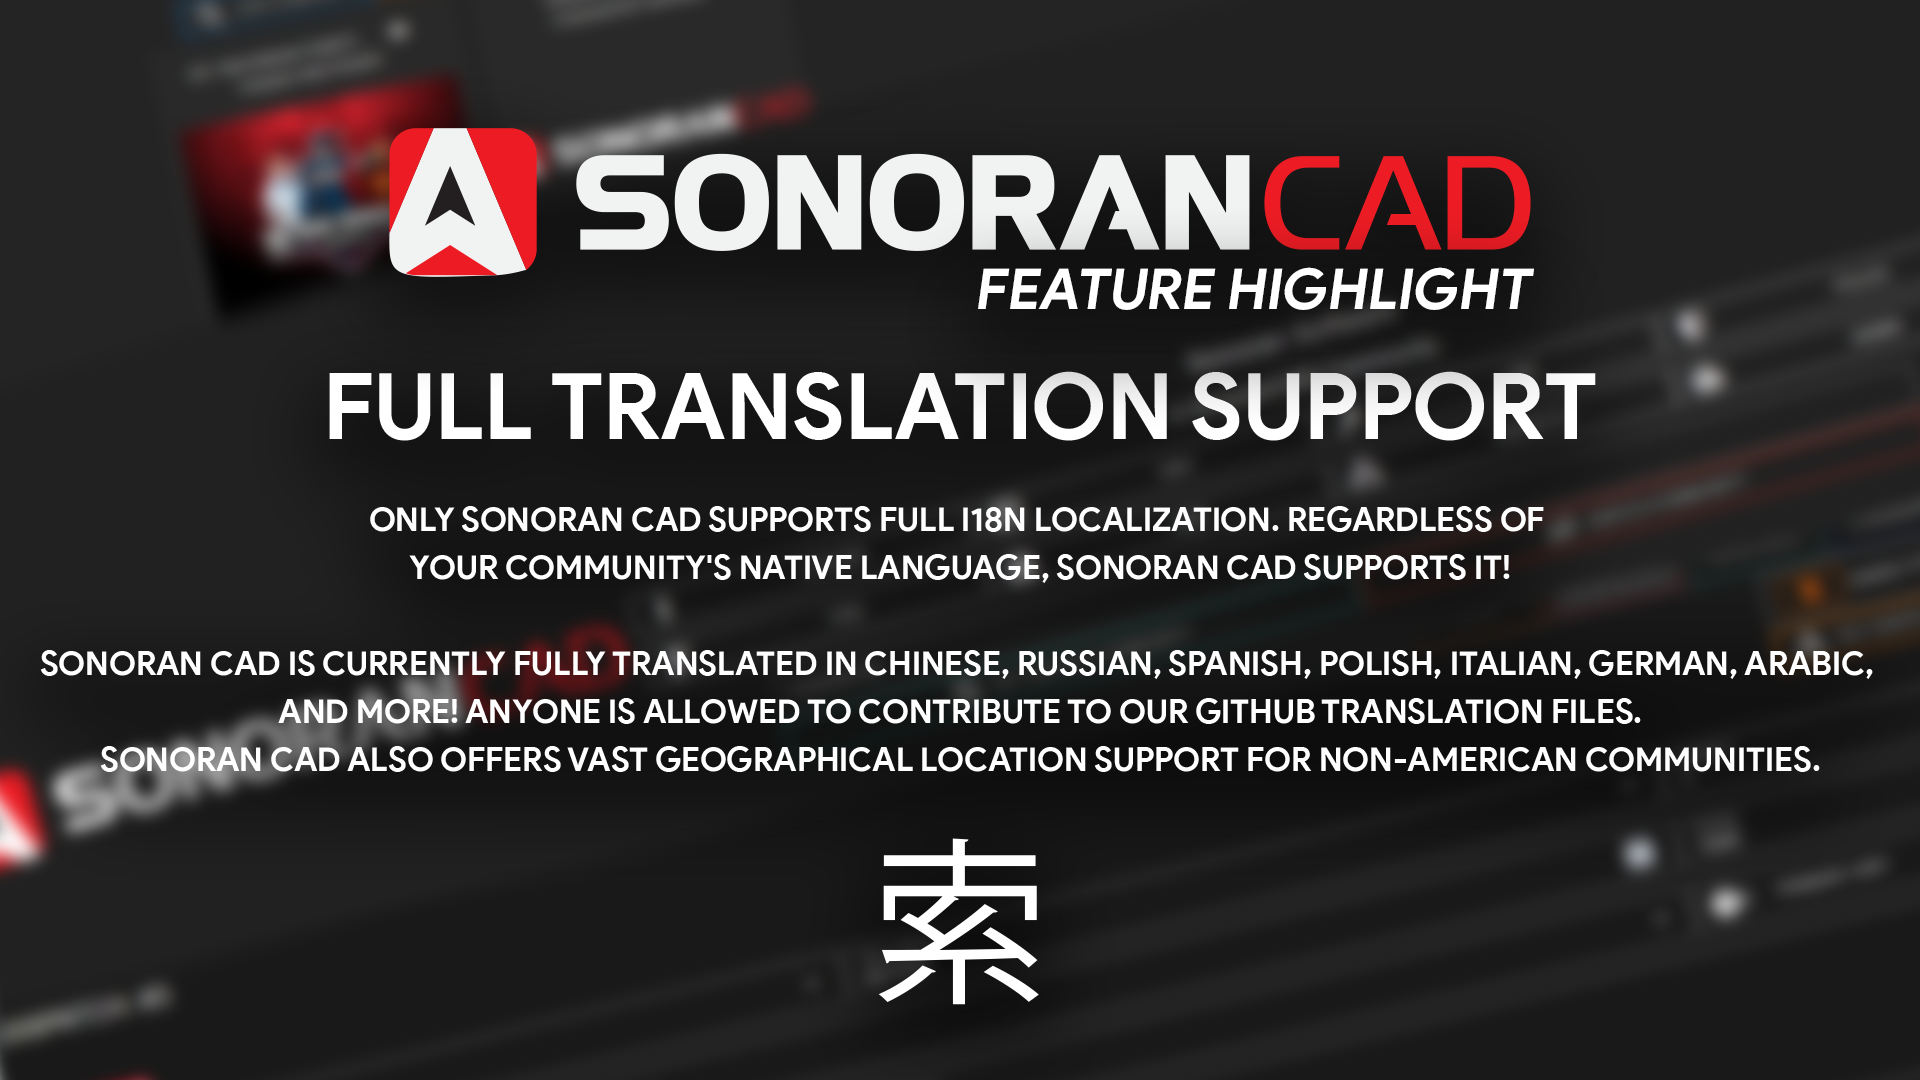 SONORANCAD
FEATURE HIGHLIGHT
FULL TRANSLATION SUPPORT
ONLY SONORAN CAD SUPPORTS FULL I18N LOCALIZATION. REGARDLESS OF
YOUR COMMUNITY'S NATIVE LANGUAGE, SONORAN CAD SUPPORTS IT!
SONORAN CAD IS CURRENTLY FULLY TRANSLATED IN CHINESE, RUSSIAN, SPANISH, POLISH, ITALIAN, GERMAN, ARABIC,
AND MORE! ANYONE IS ALLOWED TO CONTRIBUTE TO OUR GITHUB TRANSLATION FILES.
SONORAN CAD ALSO OFFERS VAST GEOGRAPHICAL LOCATION SUPPORT FOR NON-AMERICAN COMMUNITIES.
SONORANCAD
SONORANCAD
索